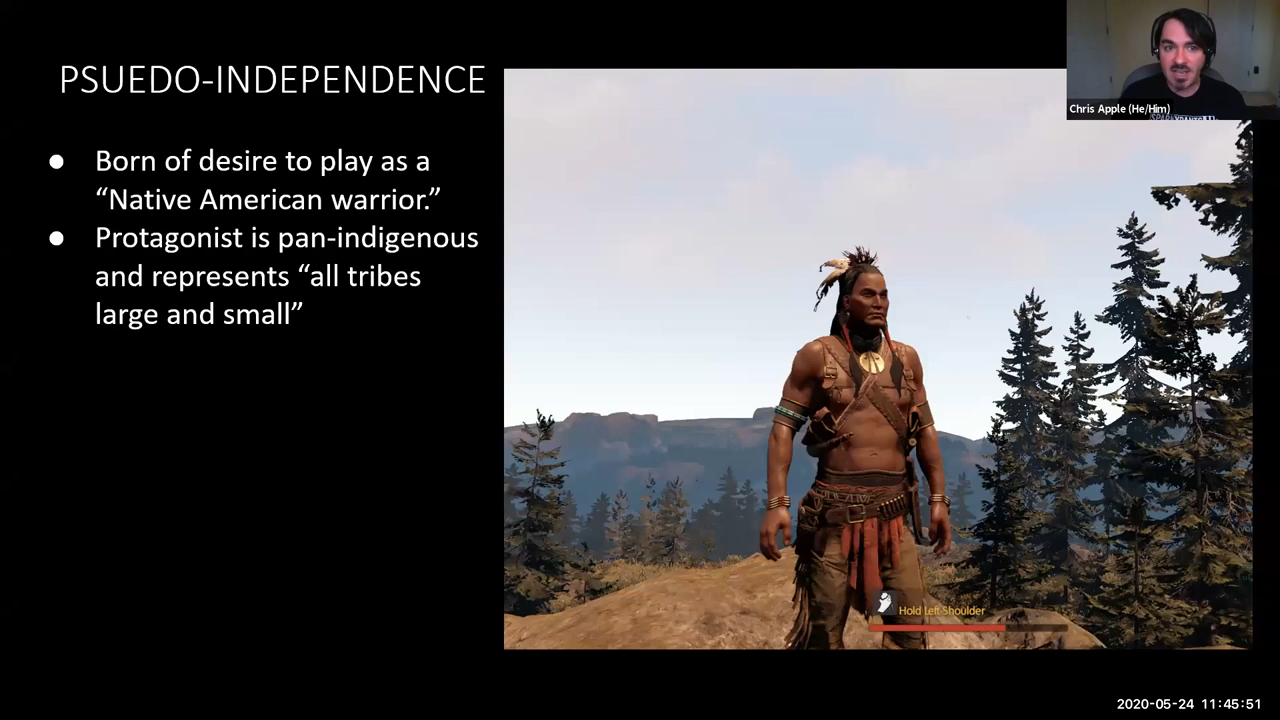 PSUEDO-INDEPENDENCE
● Born of desire to play as a
“Native American warrior.”
● Protagonist is pan-indigenous
and represents “all tribes
large and small”
Chris Apple (He/Him)
Hold Left Shoulder
2020-05-24 11:45:51